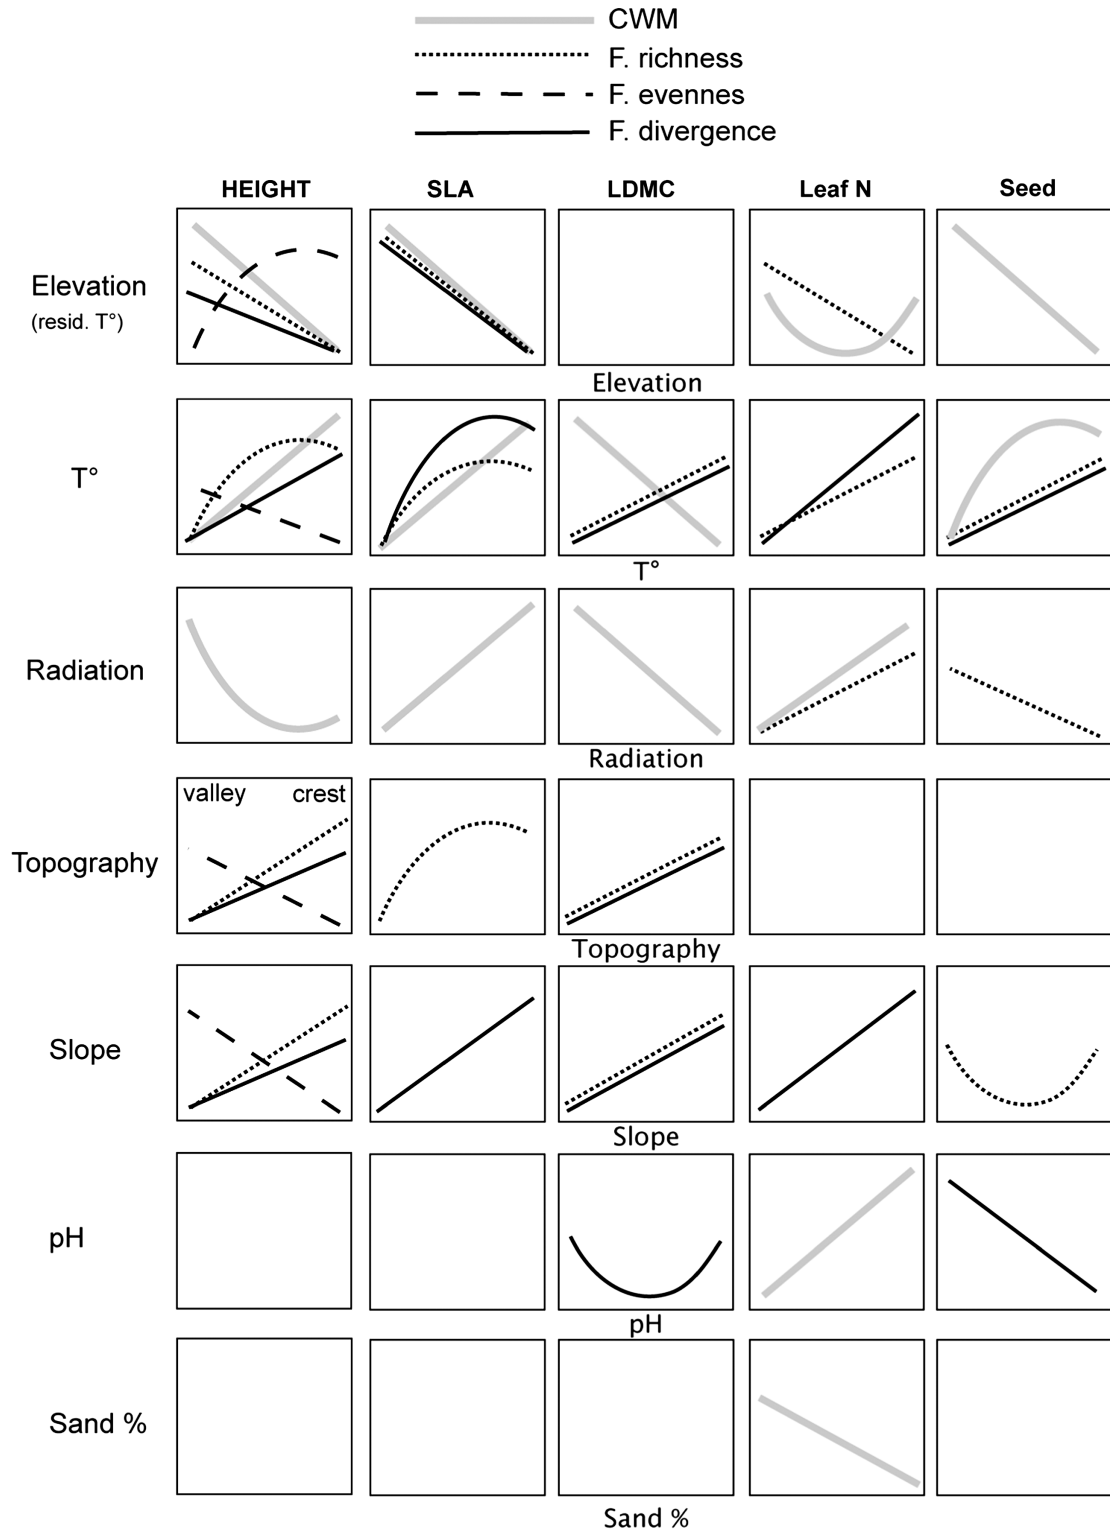 CWM
F. richness
F. evennes
F. divergence
HEIGHT SLA LDMC Leaf N Seed
Elevation
(resid. T°)
Elevation
T°
T°
Radiation
Radiation
valley crest
Topography
Topography
Slope
Slope
pH
pH
Sand %
Sand %